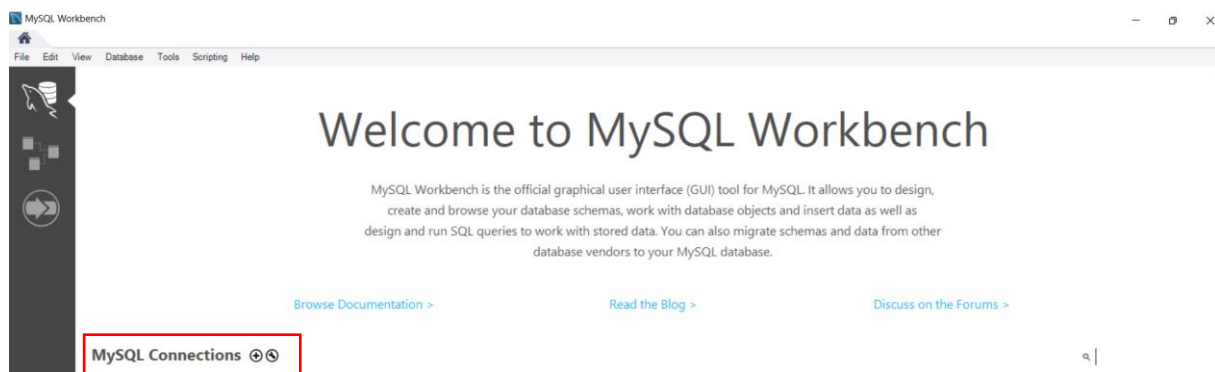 MySQL Workbench
File Edit View Database Tools Scripting Help
Welcome to MySQL Workbench
MySQL Workbench is the official graphical user interface (GUI) tool for MySQL. It allows you to design,
create and browse your database schemas, work with database objects and insert data as well as
design and run SQL queries to work with stored data. You can also migrate schemas and data from other
database vendors to your MySQL database.
Browse Documentation > Read the Blog > Discuss on the Forums >
MySQL Connections